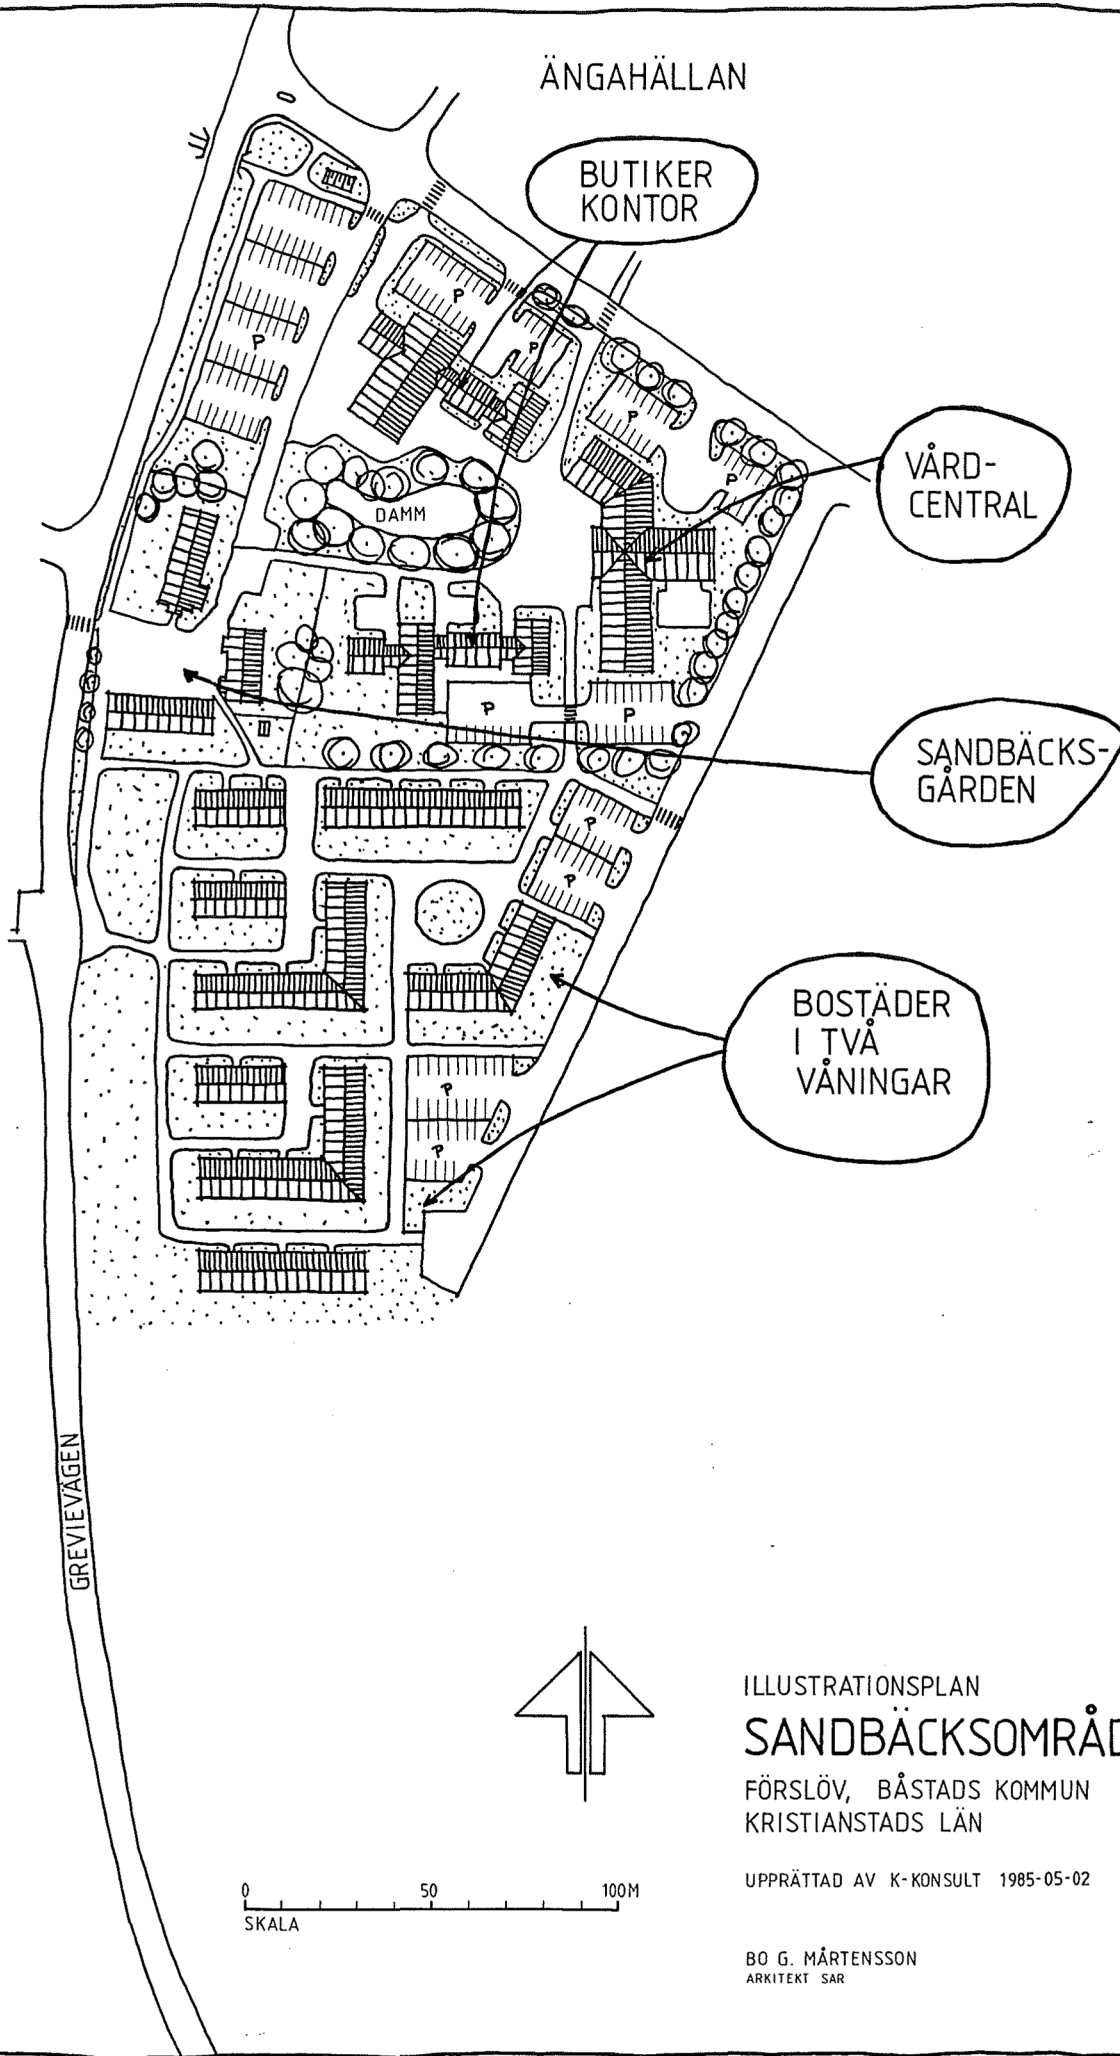 ÄNGAHÄLLAN
BUTIKER
KONTOR
P
P
P
P
P
VÅRD-
CENTRAL
DAMM
P
P
SANDBÄCKS-
GÅRDEN
P
P
BOSTÄDER
I TVÅ
VÅNINGAR
P
P
GREVIEVÄGEN
ILLUSTRATIONSPLAN
SANDBÄCKSOMRÅD
FÖRSLÖV, BÅSTADS KOMMUN
KRISTIANSTADS LÄN
UPPRÄTTAD AV K-KONSULT 1985-05-02
0 50 100M
SKALA
BO G. MÅRTENSSON
ARKITEKT SAR